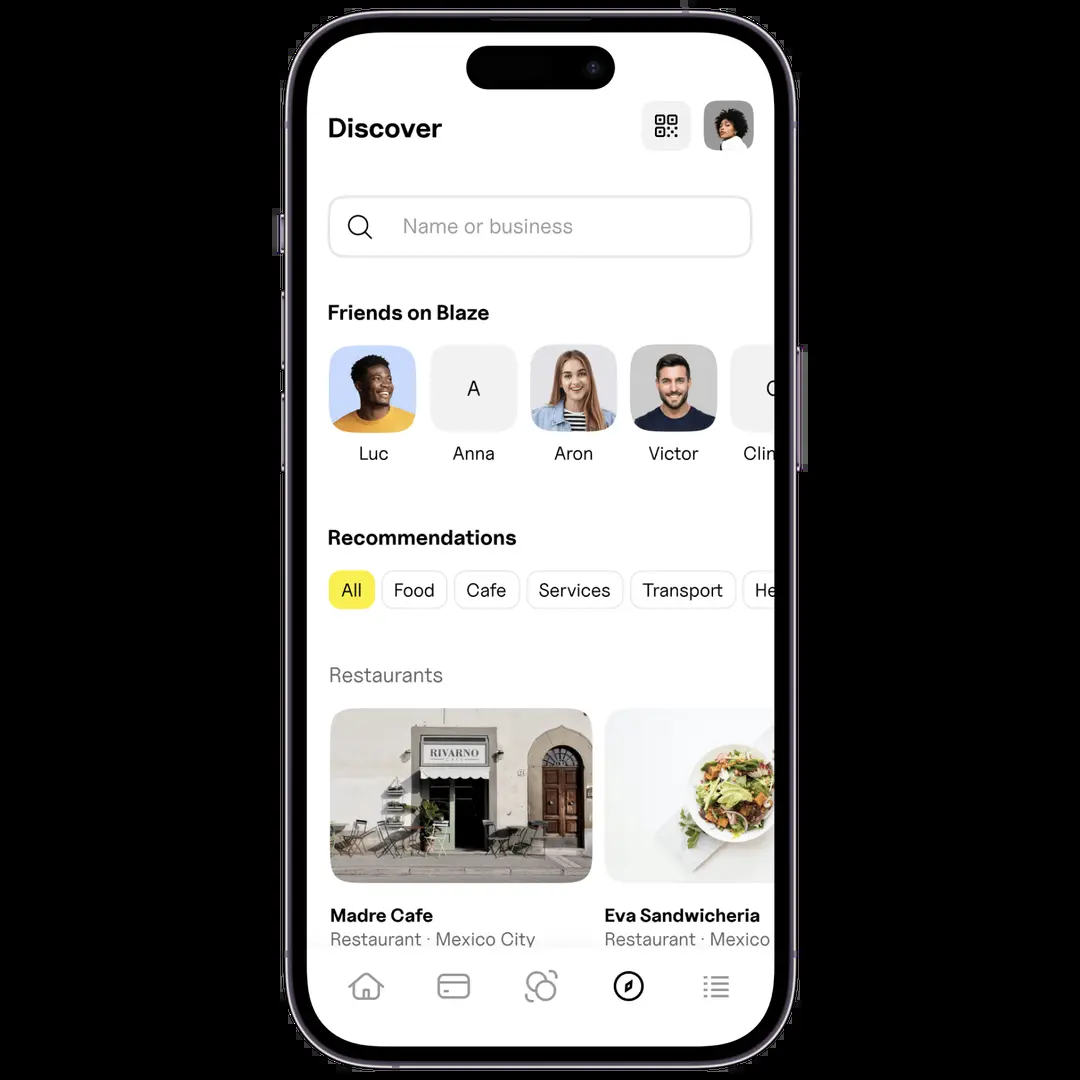 Discover
Name or business
Friends on Blaze
A
C
Luc
Anna
Aron
Victor
Clin
Recommendations
All
Food
Cafe
Services
Transport
He
Restaurants
RIVARNO
CAFE
Madre Cafe
Eva Sandwicheria
Restaurant · Mexico City
Restaurant · Mexico